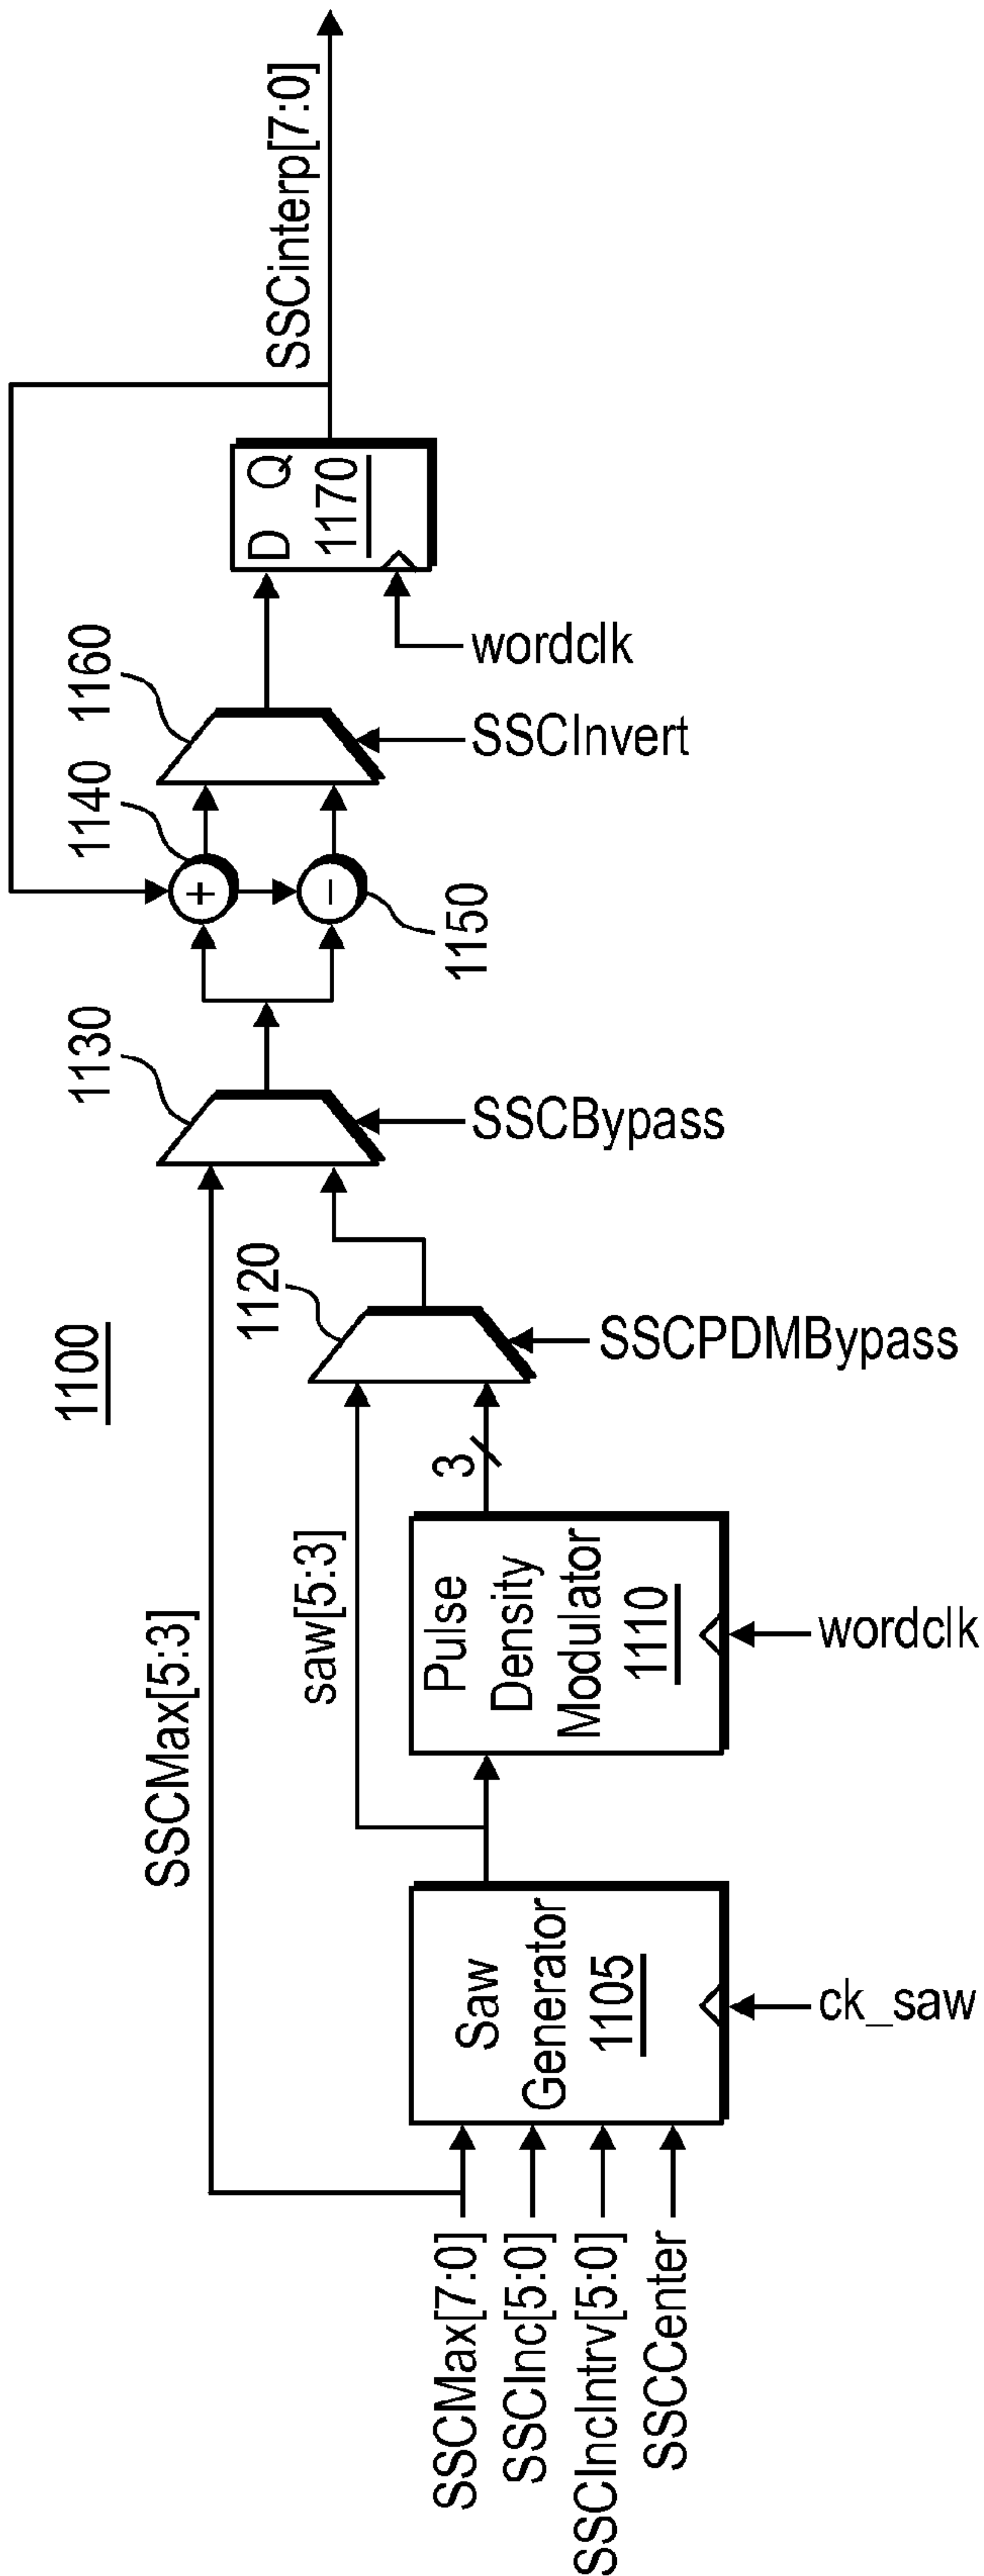 1100
SSCMax[7:0]
SSCInc[5:0]
SSCIncIntrv[5:0]
SSCCenter
SSCMax[5:3]
Saw
Generator
1105
ck_saw
saw[5:3]
Pulse
Density
Modulator
1110
wordclk
3
1120
SSCPDMBypass
1130
SSCBypass
1140
+
−
1150
1160
SSCInvert
D Q
1170
wordclk
SSCinterp[7:0]